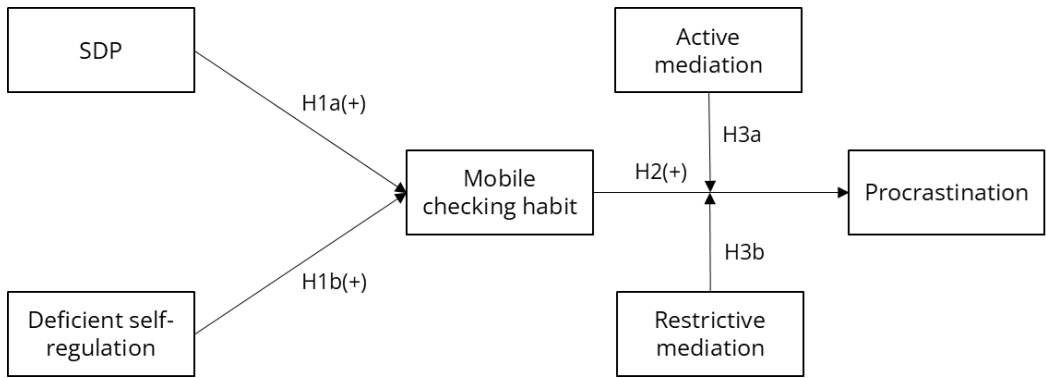 SDP
Active
mediation
H1a(+)
H3a
Mobile
checking habit
H2(+)
Procrastination
H1b(+)
H3b
Deficient self-
regulation
Restrictive
mediation